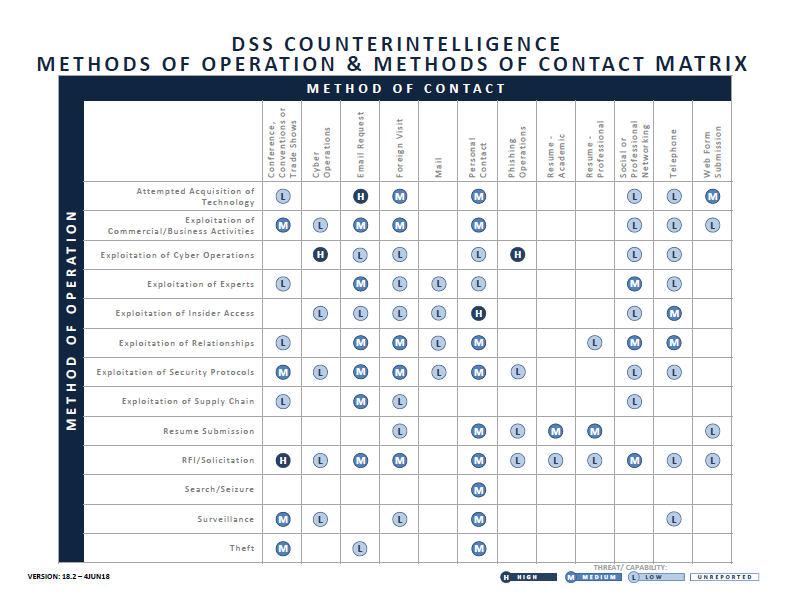 DSS COUNTERINTELLIGENCE
METHODS OF OPERATION & METHODS OF CONTACT MATRIX
METHOD OF CONTACT
METHOD OF OPERATION
Conference,
Conventions or
Trade Shows
Cyber
Operations
Email Request
Foreign Visit
Mail
Personal
Contact
Phishing
Operations
Resume -
Academic
Resume -
Professional
Social or
Professional
Networking
Telephone
Web Form
Submission
Attempted Acquisition of
Technology
L H M M L L M
Exploitation of
Commercial/Business Activities
M L M M M L L L
Exploitation of Cyber Operations
H L L L H L L
Exploitation of Experts
L M L L L M L
Exploitation of Insider Access
L L L L H L M
Exploitation of Relationships
L M M L M L M M
Exploitation of Security Protocols
M L M M L M L L L
Exploitation of Supply Chain
L M L L
Resume Submission
L M L M M L
RFI/Solicitation
H L M M M L L L M L L
Search/Seizure
M
Surveillance
M L L M L
Theft
M L M
VERSION: 18.2 – 4JUN18
THREAT/ CAPABILITY:
H HIGH M MEDIUM L LOW UNREPORTED